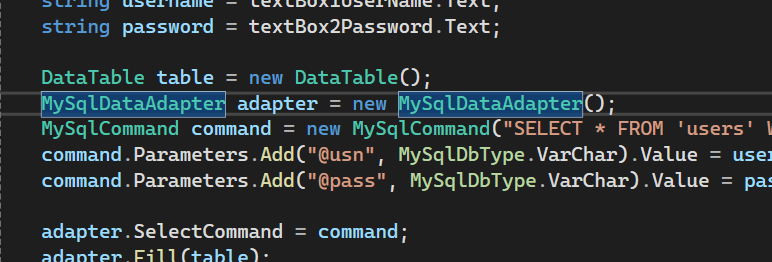 string username = textBox1UserName.Text;
string password = textBox2Password.Text;
DataTable table = new DataTable();
MySqlDataAdapter adapter = new MySqlDataAdapter();
MySqlCommand command = new MySqlCommand("SELECT * FROM 'users' W
command.Parameters.Add("@usn", MySqlDbType.VarChar).Value = user
command.Parameters.Add("@pass", MySqlDbType.VarChar).Value = pas
adapter.SelectCommand = command;
adapter.Fill(table);